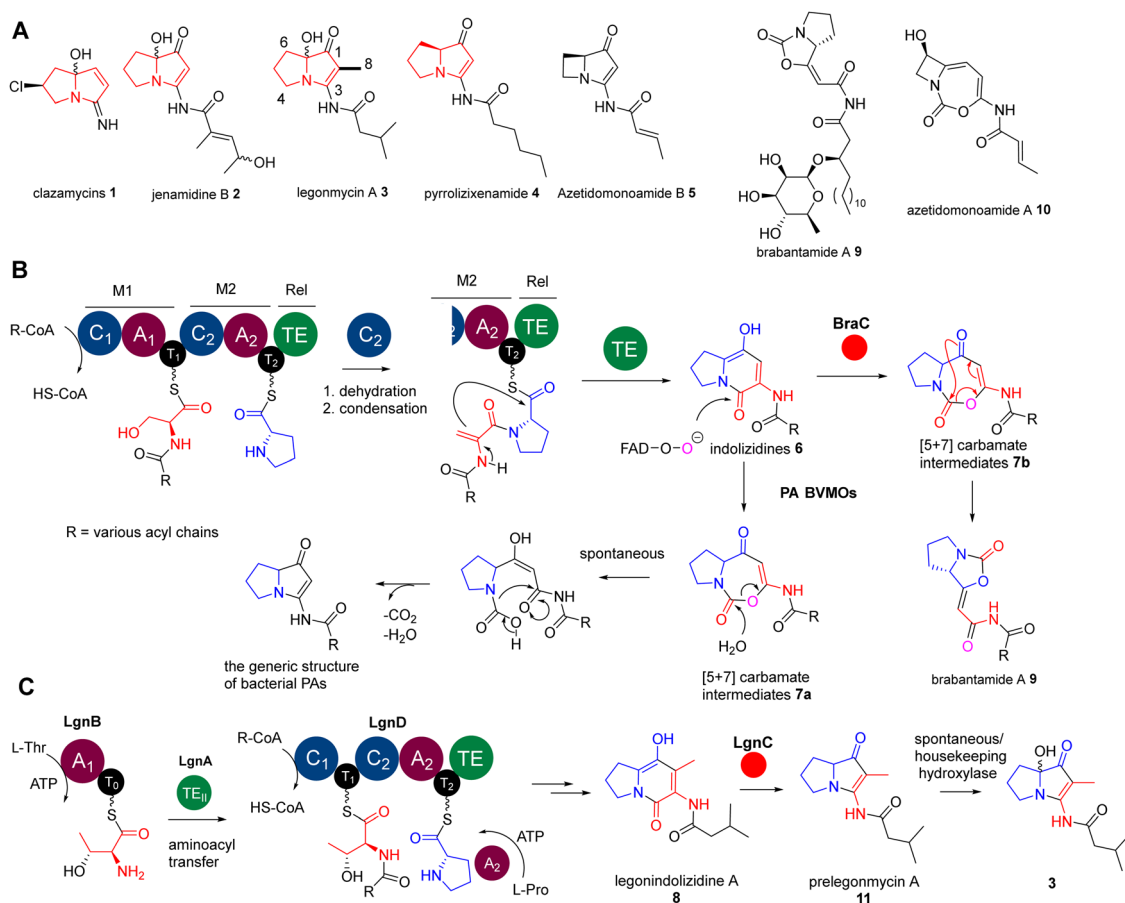 A
OH
Cl
N
NH
clazamycins 1
OH
O
N
HN
O
OH
jenamidine B 2
6
OH
O
1
8
N
3
4
HN
O
legonmycin A 3
O
N
HN
O
pyrrolizixenamide 4
O
N
HN
O
Azetidomonoamide B 5
N
O
O
O
NH
O
OH
O
HO
O
HO
OH
10
brabantamide A 9
HO
N
O
O
NH
O
azetidomonoamide A 10
B
M1
M2
Rel
R-CoA
HS-CoA
C1
A1
T1
C2
A2
T2
TE
S
O
HO
HN
O
R
S
O
HN
C2
1. dehydration
2. condensation
M2
Rel
2
A2
T2
TE
S
O
O
N
N
H
O
R
TE
OH
N
O
NH
O
R
FAD
O
O
indolizidines 6
BraC
O
N
O
O
NH
O
R
[5+7] carbamate
intermediates 7b
PA BVMOs
R = various acyl chains
O
N
HN
O
R
the generic structure
of bacterial PAs
-CO2
-H2O
OH
N
O
O
H
O
NH
O
R
spontaneous
O
N
O
O
NH
O
R
H2O
[5+7] carbamate
intermediates 7a
N
O
O
H
N
O
O
R
brabantamide A 9
C
LgnB
L-Thr
ATP
A1
T0
S
O
HO
NH2
LgnA
TEII
aminoacyl
transfer
LgnD
R-CoA
HS-CoA
C1
T1
C2
A2
T2
TE
S
O
OH
HN
O
R
S
O
HN
ATP
A2
L-Pro
OH
N
O
NH
O
legonindolizidine A
8
LgnC
O
N
HN
O
prelegonmycin A
11
spontaneous/
housekeeping
hydroxylase
OH
O
N
HN
O
3